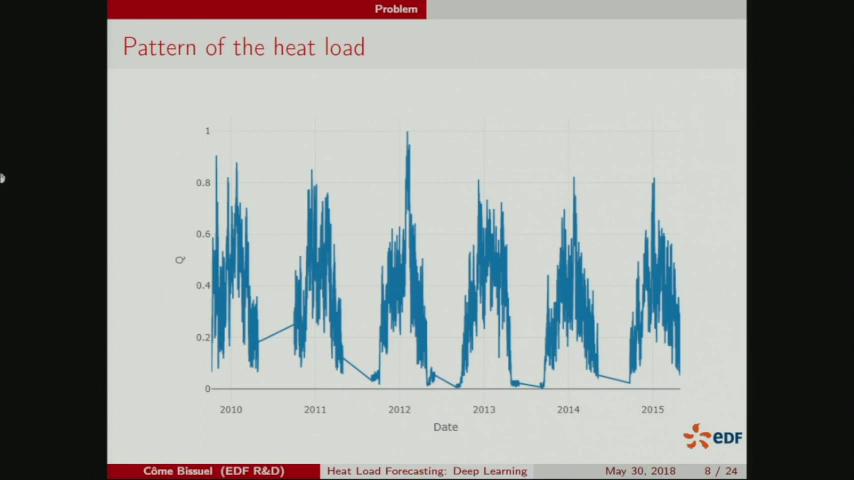 Problem
Pattern of the heat load
1
0.8
0.6
0.4
0.2
0
Q
2010 2011 2012 2013 2014 2015
Date
EDF
Côme Bissuel (EDF R&D) Heat Load Forecasting: Deep Learning May 30, 2018 8 / 24